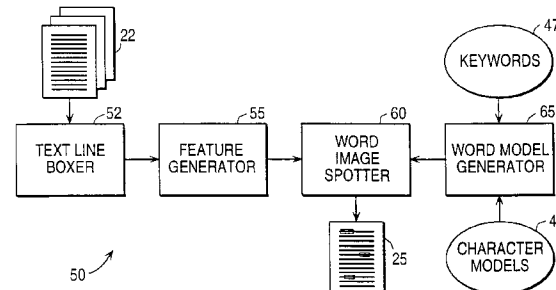 22
47
KEYWORDS
52
55
60
65
TEXT LINE
BOXER
FEATURE
GENERATOR
WORD
IMAGE
SPOTTER
WORD MODEL
GENERATOR
50
25
CHARACTER
MODELS